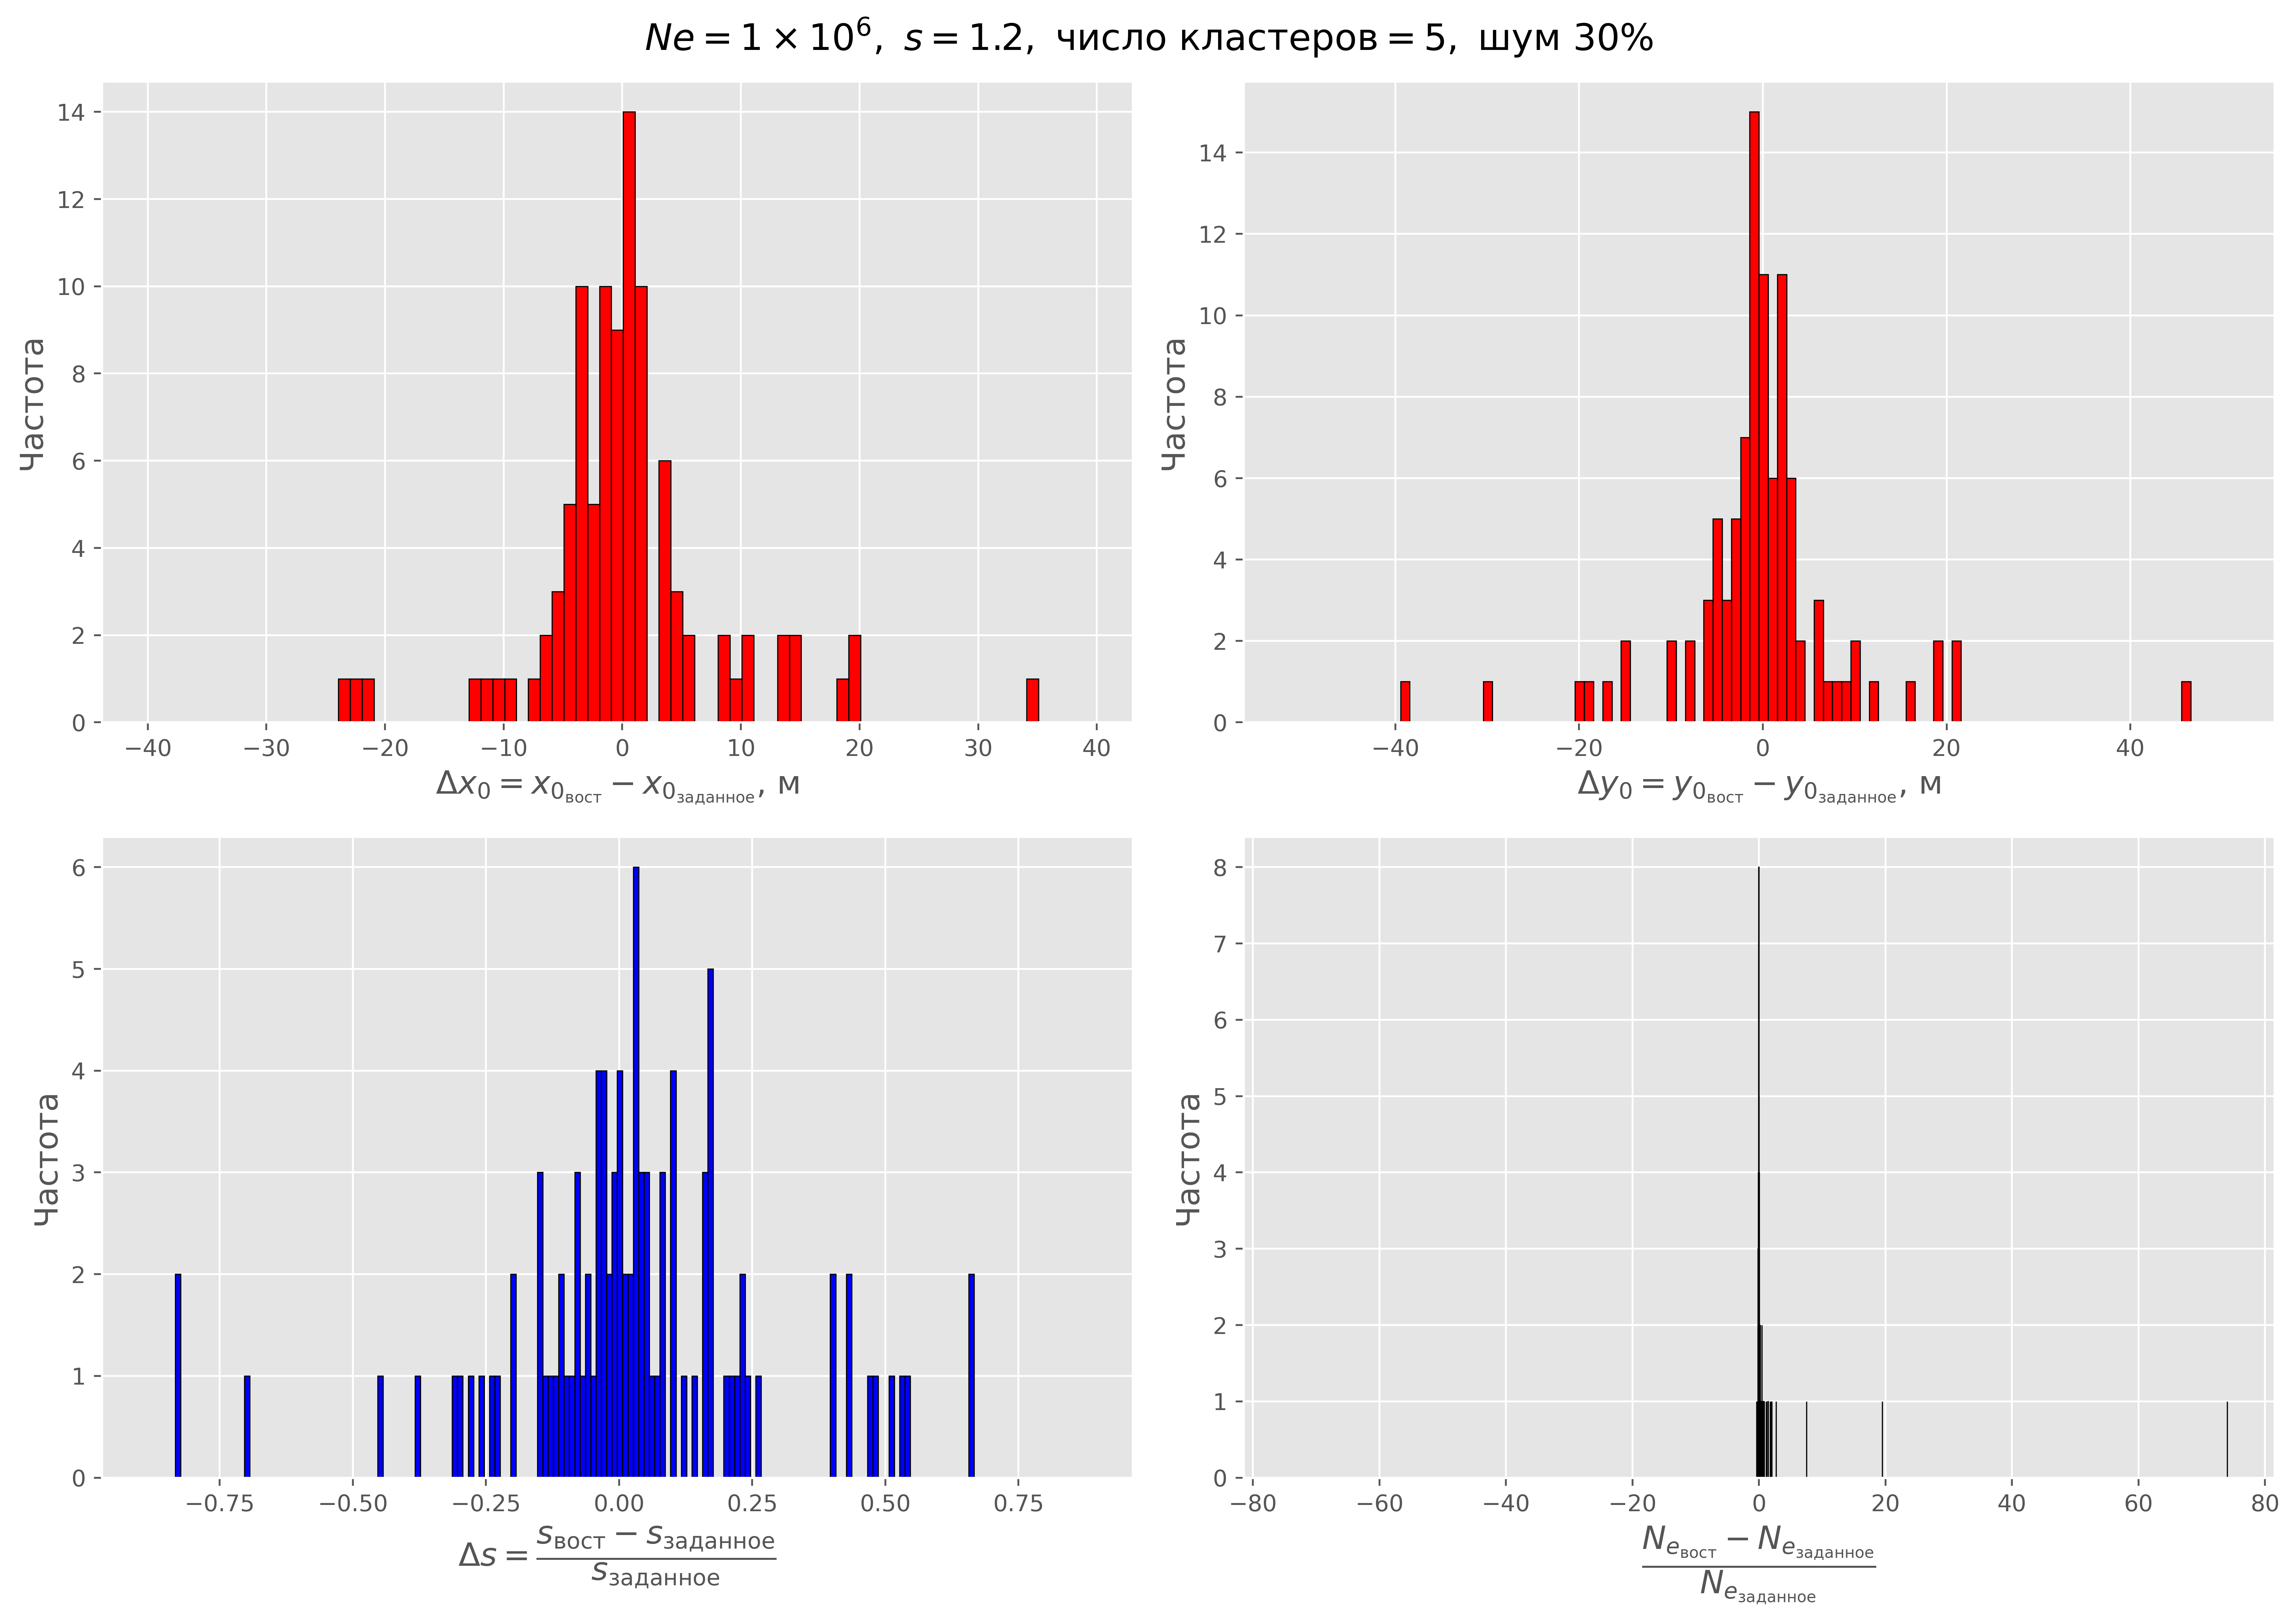 Ne = 1 × 10⁶, s = 1.2, число кластеров = 5, шум 30%
14
12
10
8
6
4
2
0
Частота
−40 −30 −20 −10 0 10 20 30 40
Δx₀ = x₀вост − x₀заданное, м
14
12
10
8
6
4
2
0
Частота
−40 −20 0 20 40
Δy₀ = y₀вост − y₀заданное, м
6
5
4
3
2
1
0
Частота
−0.75 −0.50 −0.25 0.00 0.25 0.50 0.75
Δs = sвост − sзаданное
sзаданное
8
7
6
5
4
3
2
1
0
Частота
−80 −60 −40 −20 0 20 40 60 80
Neвост − Neзаданное
Neзаданное